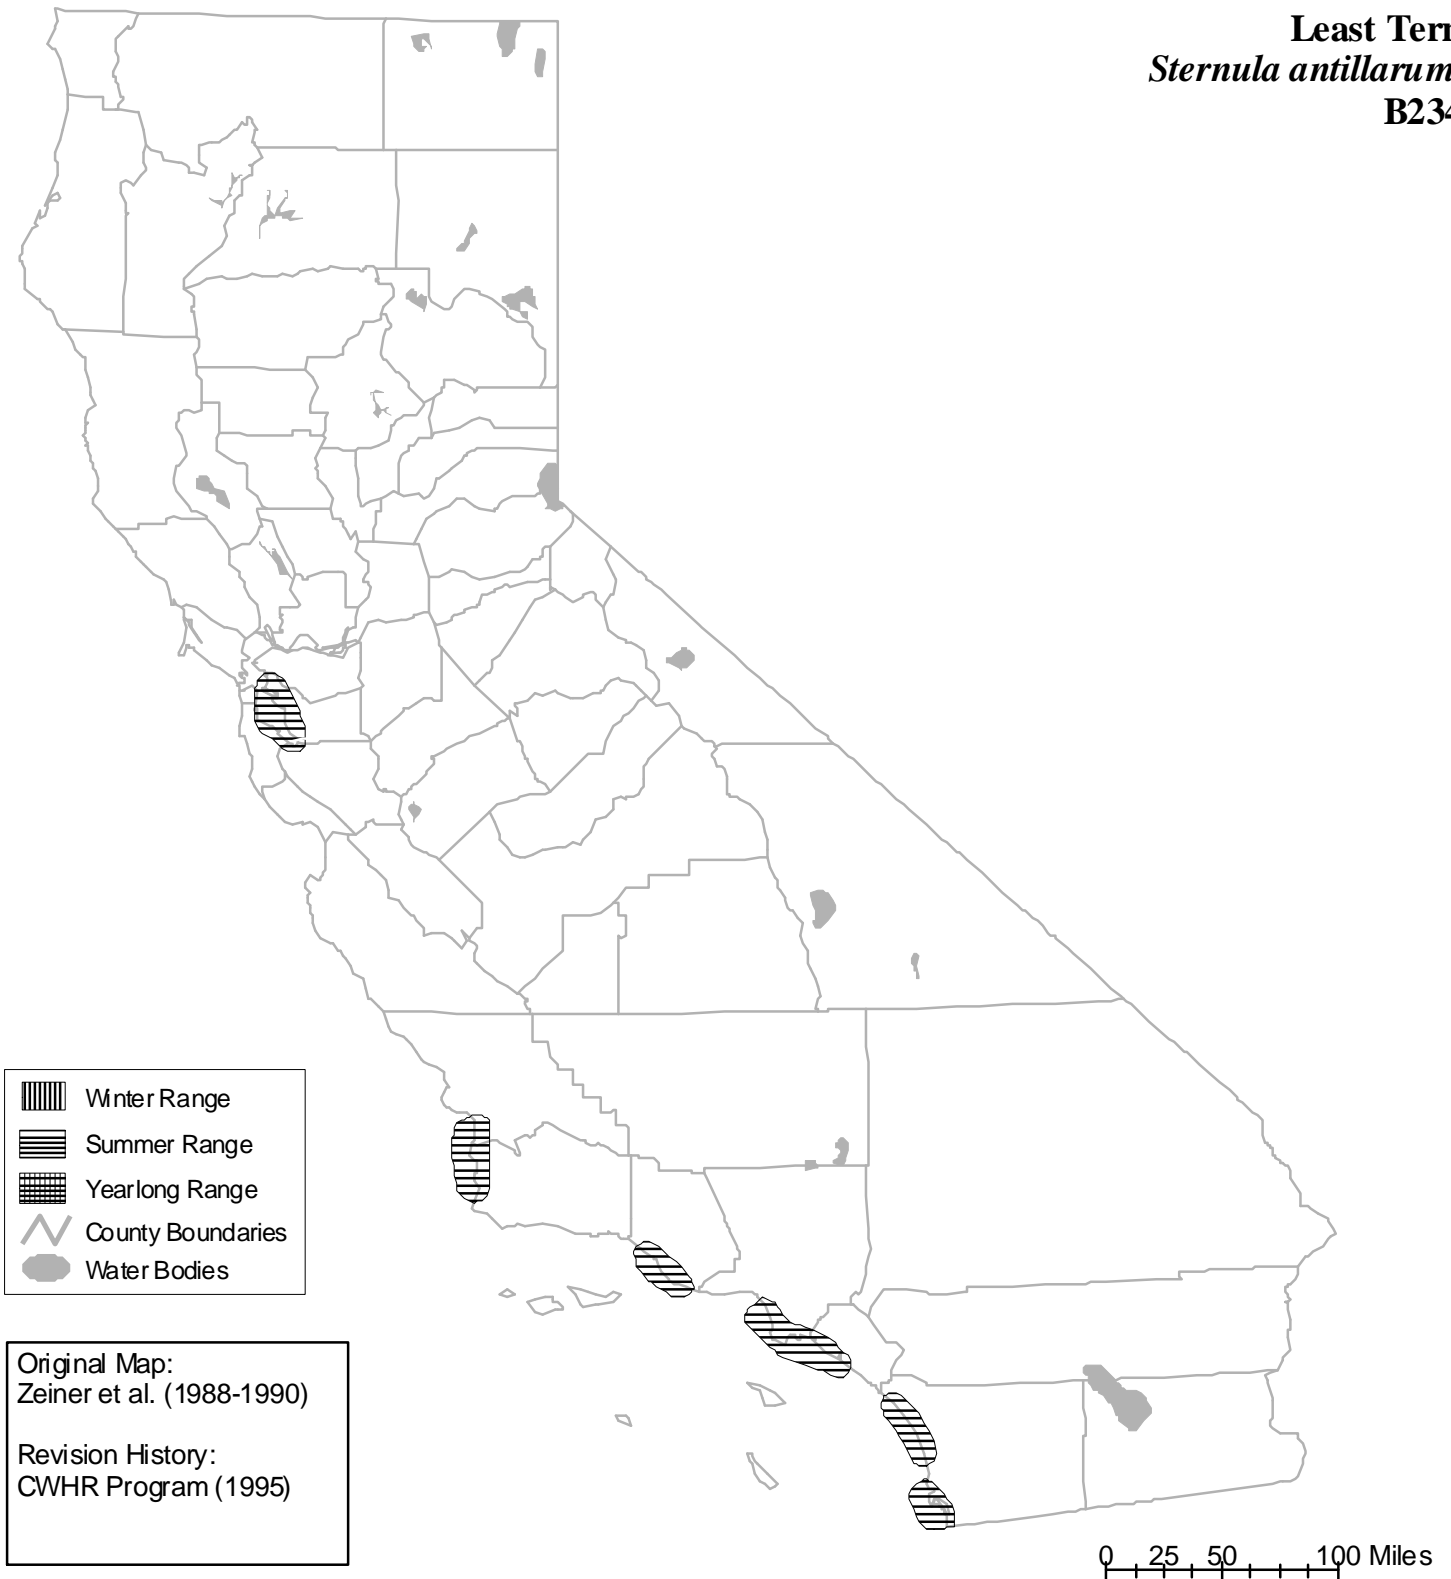 Least Tern
Sternula antillarum
B234
Winter Range
Summer Range
Yearlong Range
County Boundaries
Water Bodies
Original Map:
Zeiner et al. (1988-1990)
Revision History:
CWHR Program (1995)
0 25 50 100 Miles